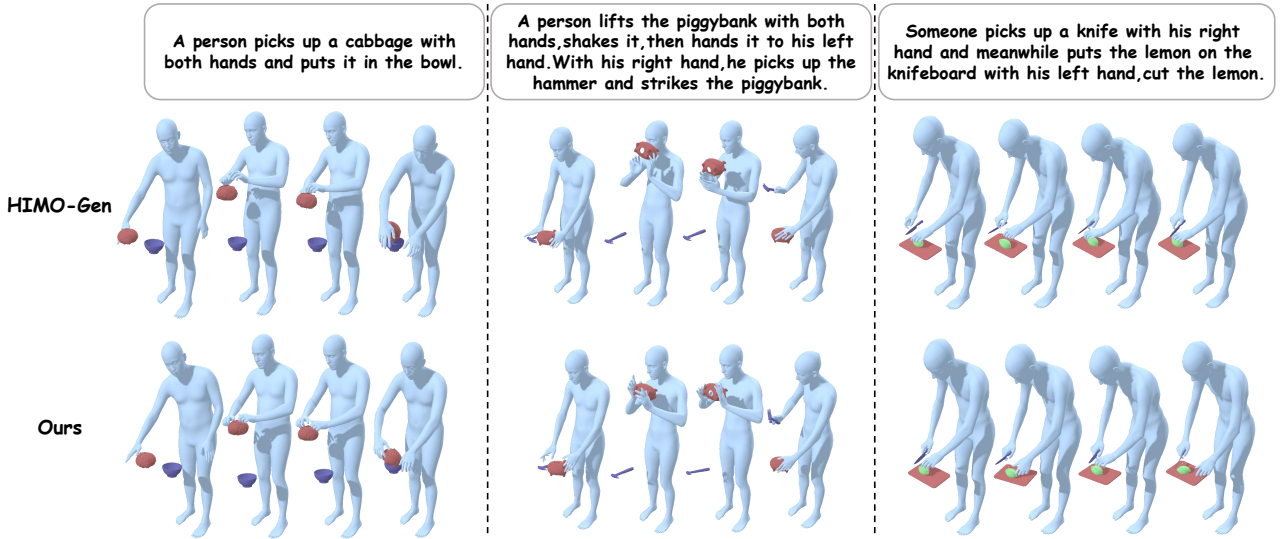 A person picks up a cabbage with
both hands and puts it in the bowl.
A person lifts the piggybank with both
hands,shakes it,then hands it to his left
hand.With his right hand,he picks up the
hammer and strikes the piggybank.
Someone picks up a knife with his right
hand and meanwhile puts the lemon on the
knifeboard with his left hand,cut the lemon.
HIMO-Gen
Ours